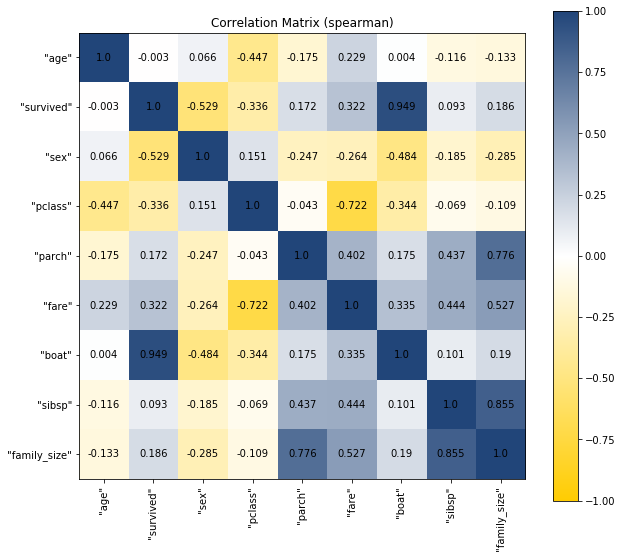 Correlation Matrix (spearman)
"age" 1.0 -0.003 0.066 -0.447 -0.175 0.229 0.004 -0.116 -0.133
"survived" -0.003 1.0 -0.529 -0.336 0.172 0.322 0.949 0.093 0.186
"sex" 0.066 -0.529 1.0 0.151 -0.247 -0.264 -0.484 -0.185 -0.285
"pclass" -0.447 -0.336 0.151 1.0 -0.043 -0.722 -0.344 -0.069 -0.109
"parch" -0.175 0.172 -0.247 -0.043 1.0 0.402 0.175 0.437 0.776
"fare" 0.229 0.322 -0.264 -0.722 0.402 1.0 0.335 0.444 0.527
"boat" 0.004 0.949 -0.484 -0.344 0.175 0.335 1.0 0.101 0.19
"sibsp" -0.116 0.093 -0.185 -0.069 0.437 0.444 0.101 1.0 0.855
"family_size" -0.133 0.186 -0.285 -0.109 0.776 0.527 0.19 0.855 1.0
"age" "survived" "sex" "pclass" "parch" "fare" "boat" "sibsp" "family_size"
1.00
0.75
0.50
0.25
0.00
−0.25
−0.50
−0.75
−1.00